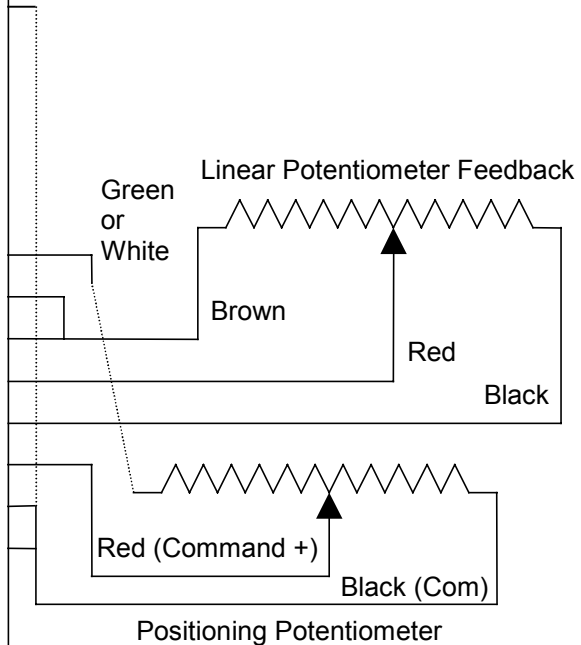 Linear Potentiometer Feedback
Green
or
White
Brown
Red
Black
Red (Command +)
Black (Com)
Positioning Potentiometer